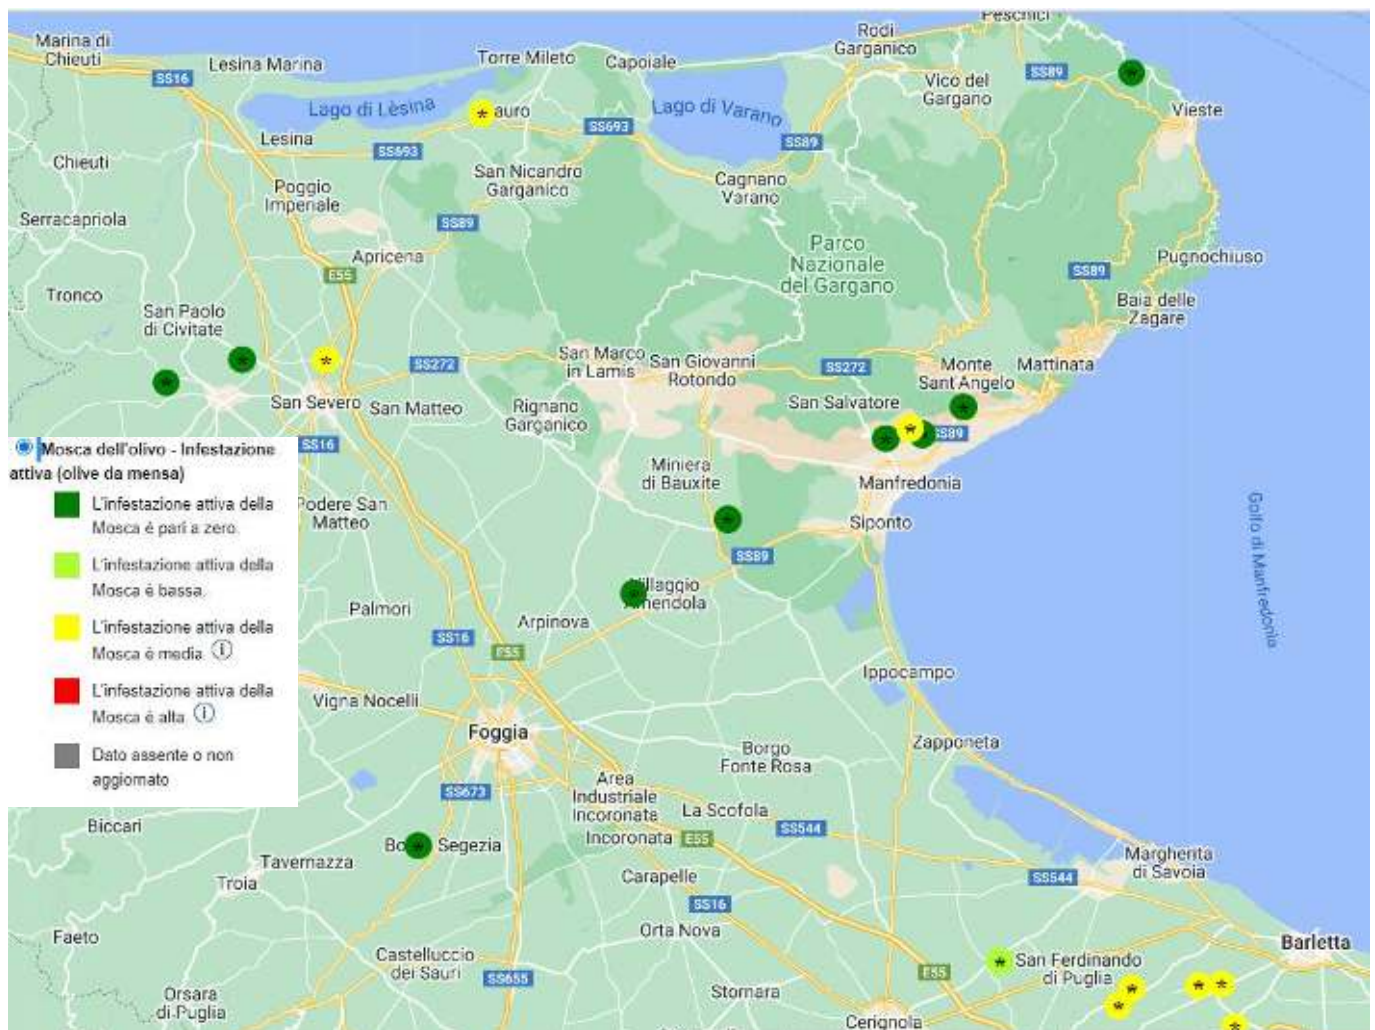 Peschici
Marina di
Chieuti
SS16
Lesina Marina
Torre Mileto
Capoiale
Rodi
Garganico
SS89
Vico del
Gargano
Vieste
Lago di Lèsina
auro
Lago di Varano
SS693
SS89
Lesina
SS693
Chieuti
San Nicandro
Garganico
Cagnano
Varano
Poggio
Imperiale
Serracapriola
SS89
Apricena
E55
Parco
Nazionale
del Gargano
Pugnochiuso
SS89
Tronco
San Paolo
di Civitate
Baia delle
Zagare
San Marco
in Lamis
San Giovanni
Rotondo
SS272
SS272
Monte
Sant'Angelo
Mattinata
San Severo
San Matteo
Rignano
Garganico
San Salvatore
SS89
SS16
Mosca dell'olivo - Infestazione
attiva (olive da mensa)
L'infestazione attiva della
Mosca è pari a zero.
L'infestazione attiva della
Mosca è bassa.
L'infestazione attiva della
Mosca è media
L'infestazione attiva della
Mosca è alta
Dato assente o non
aggiornato
Miniera
di Bauxite
Manfredonia
Podere San
Matteo
Siponto
SS89
Golfo di Manfredonia
Villaggio
Amendola
Palmori
Arpinova
SS16
E55
Ippocampo
Vigna Nocelli
Foggia
Borgo
Fonte Rosa
Zapponeta
Area
Industriale
Incoronata
SS673
La Scofola
Biccari
Incoronata
E55
SS544
Bo Segezia
Tavernazza
Troia
Carapelle
SS16
SS544
Margherita
di Savoia
Faeto
Orta Nova
Barletta
Castelluccio
dei Sauri
SS655
E55
San Ferdinando
di Puglia
Orsara
di Puglia
Stornara
Cerignola